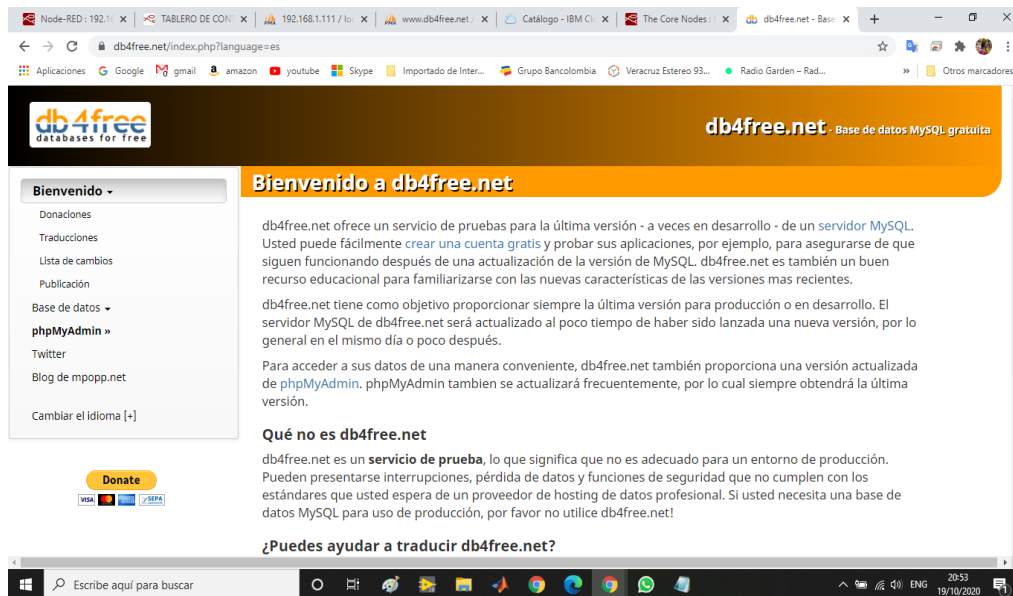 Node-RED : 192.16
TABLERO DE CONT
192.168.1.111 / loc
www.db4free.net /
Catálogo - IBM Clo
The Core Nodes :
db4free.net - Base
db4free.net/index.php?language=es
Aplicaciones
Google
gmail
amazon
youtube
Skype
Importado de Inter...
Grupo Bancolombia
Veracruz Estereo 93...
Radio Garden – Rad...
»
Otros marcadores
db4free
databases for free
db4free.net - Base de datos MySQL gratuita
Bienvenido
Donaciones
Traducciones
Lista de cambios
Publicación
Base de datos
phpMyAdmin »
Twitter
Blog de mpopp.net
Cambiar el idioma [+]
Donate
VISA
SEPA
Bienvenido a db4free.net
db4free.net ofrece un servicio de pruebas para la última versión - a veces en desarrollo - de un servidor MySQL.
Usted puede fácilmente crear una cuenta gratis y probar sus aplicaciones, por ejemplo, para asegurarse de que
siguen funcionando después de una actualización de la versión de MySQL. db4free.net es también un buen
recurso educacional para familiarizarse con las nuevas características de las versiones mas recientes.
db4free.net tiene como objetivo proporcionar siempre la última versión para producción o en desarrollo. El
servidor MySQL de db4free.net será actualizado al poco tiempo de haber sido lanzada una nueva versión, por lo
general en el mismo día o poco después.
Para acceder a sus datos de una manera conveniente, db4free.net también proporciona una versión actualizada
de phpMyAdmin. phpMyAdmin tambien se actualizará frecuentemente, por lo cual siempre obtendrá la última
versión.
Qué no es db4free.net
db4free.net es un servicio de prueba, lo que significa que no es adecuado para un entorno de producción.
Pueden presentarse interrupciones, pérdida de datos y funciones de seguridad que no cumplen con los
estándares que usted espera de un proveedor de hosting de datos profesional. Si usted necesita una base de
datos MySQL para uso de producción, por favor no utilice db4free.net!
¿Puedes ayudar a traducir db4free.net?
Escribe aquí para buscar
ENG
20:53
19/10/2020